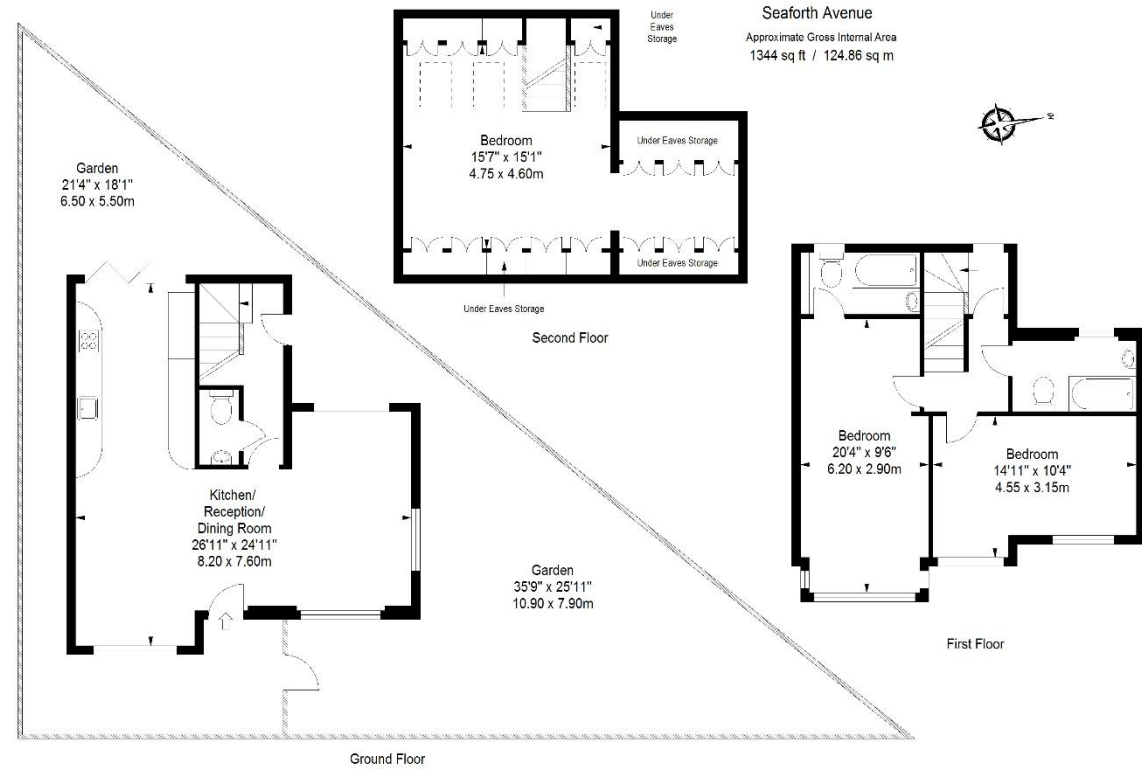 Seaforth Avenue
Approximate Gross Internal Area
1344 sq ft / 124.86 sq m
N
Under
Eaves
Storage
Bedroom
15'7" x 15'1"
4.75 x 4.60m
Under Eaves Storage
Under Eaves Storage
Under Eaves Storage
Second Floor
Garden
21'4" x 18'1"
6.50 x 5.50m
Kitchen/
Reception/
Dining Room
26'11" x 24'11"
8.20 x 7.60m
Garden
35'9" x 25'11"
10.90 x 7.90m
Ground Floor
Bedroom
20'4" x 9'6"
6.20 x 2.90m
Bedroom
14'11" x 10'4"
4.55 x 3.15m
First Floor